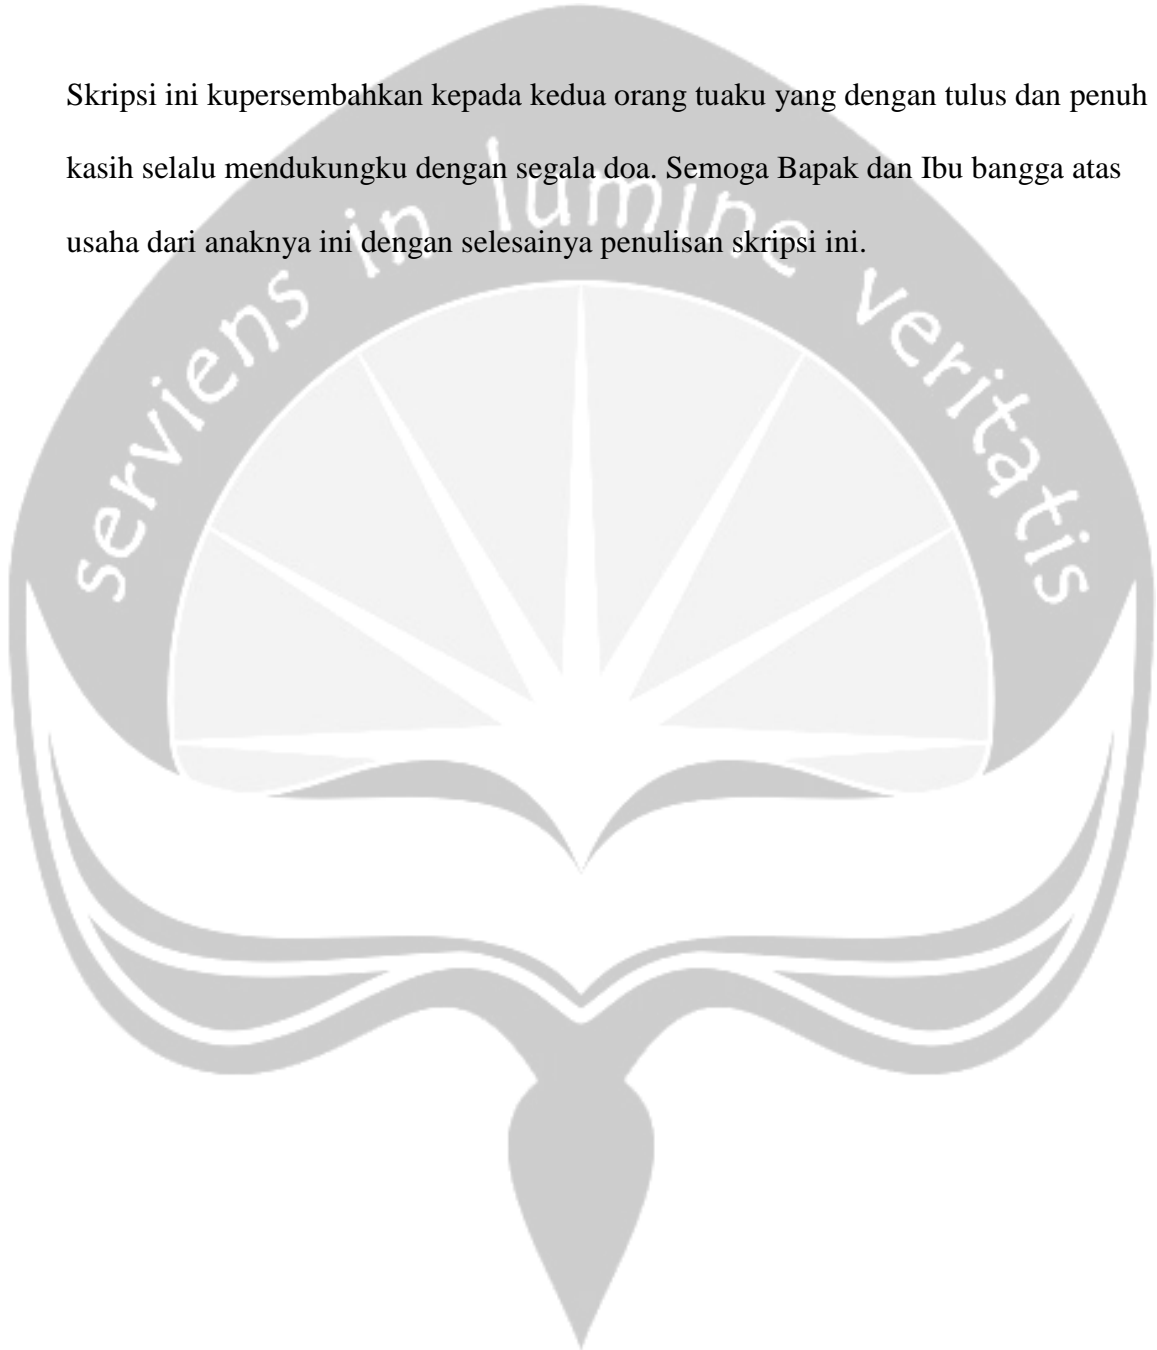 Skripsi ini kupersembahkan kepada kedua orang tuaku yang dengan tulus dan penuh
kasih selalu mendukungku dengan segala doa. Semoga Bapak dan Ibu bangga atas
usaha dari anaknya ini dengan selesainya penulisan skripsi ini.
serviens in lumine veritatis